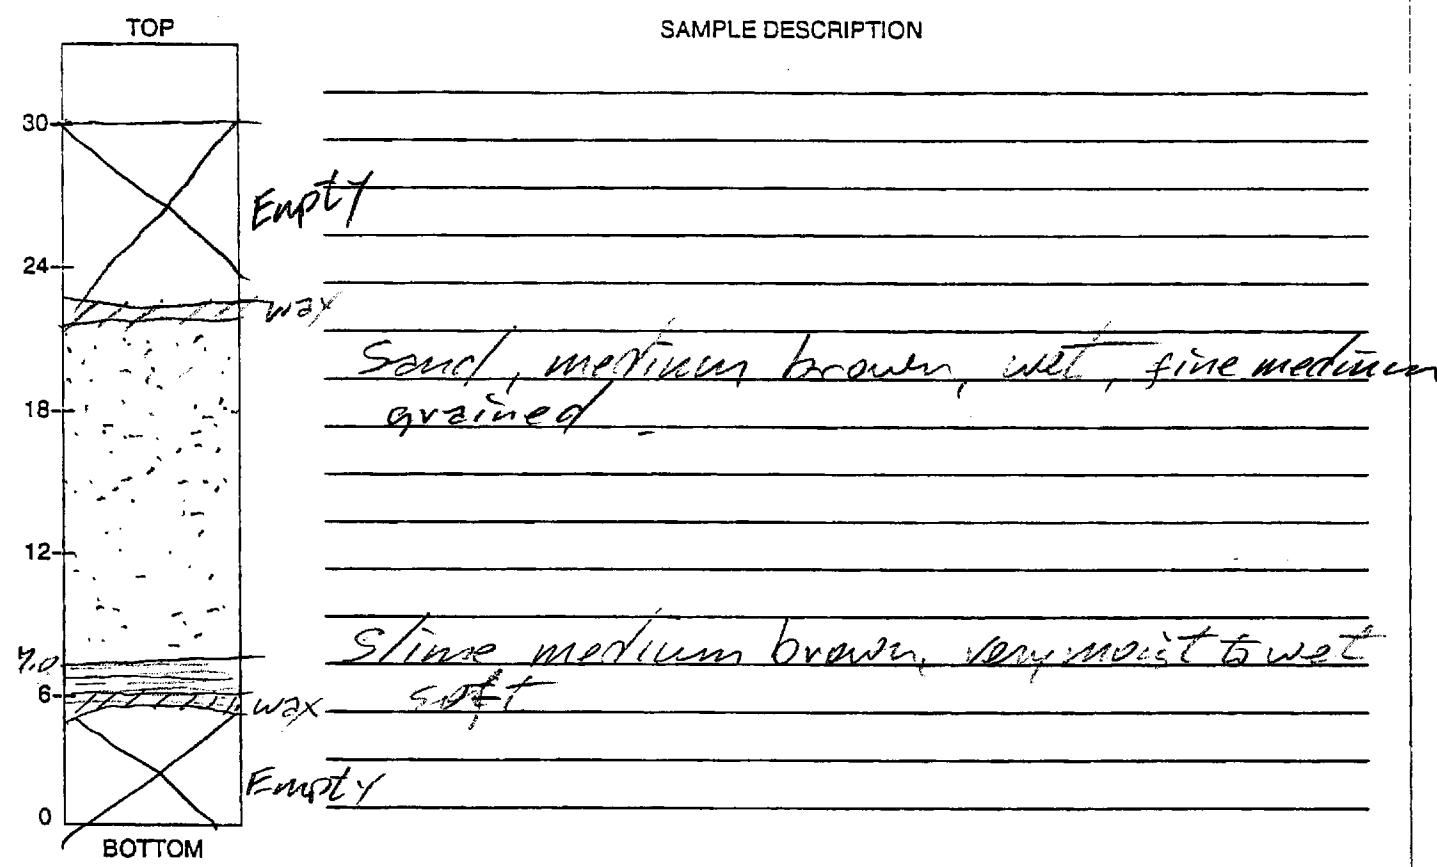 TOP
SAMPLE DESCRIPTION
30
Empty
24
wax
Sand, medium brown, wet, fine medium
18
grained.
12
Slime medium brown, very moist to wet
7.0
6
wax
soft
Empty
0
BOTTOM